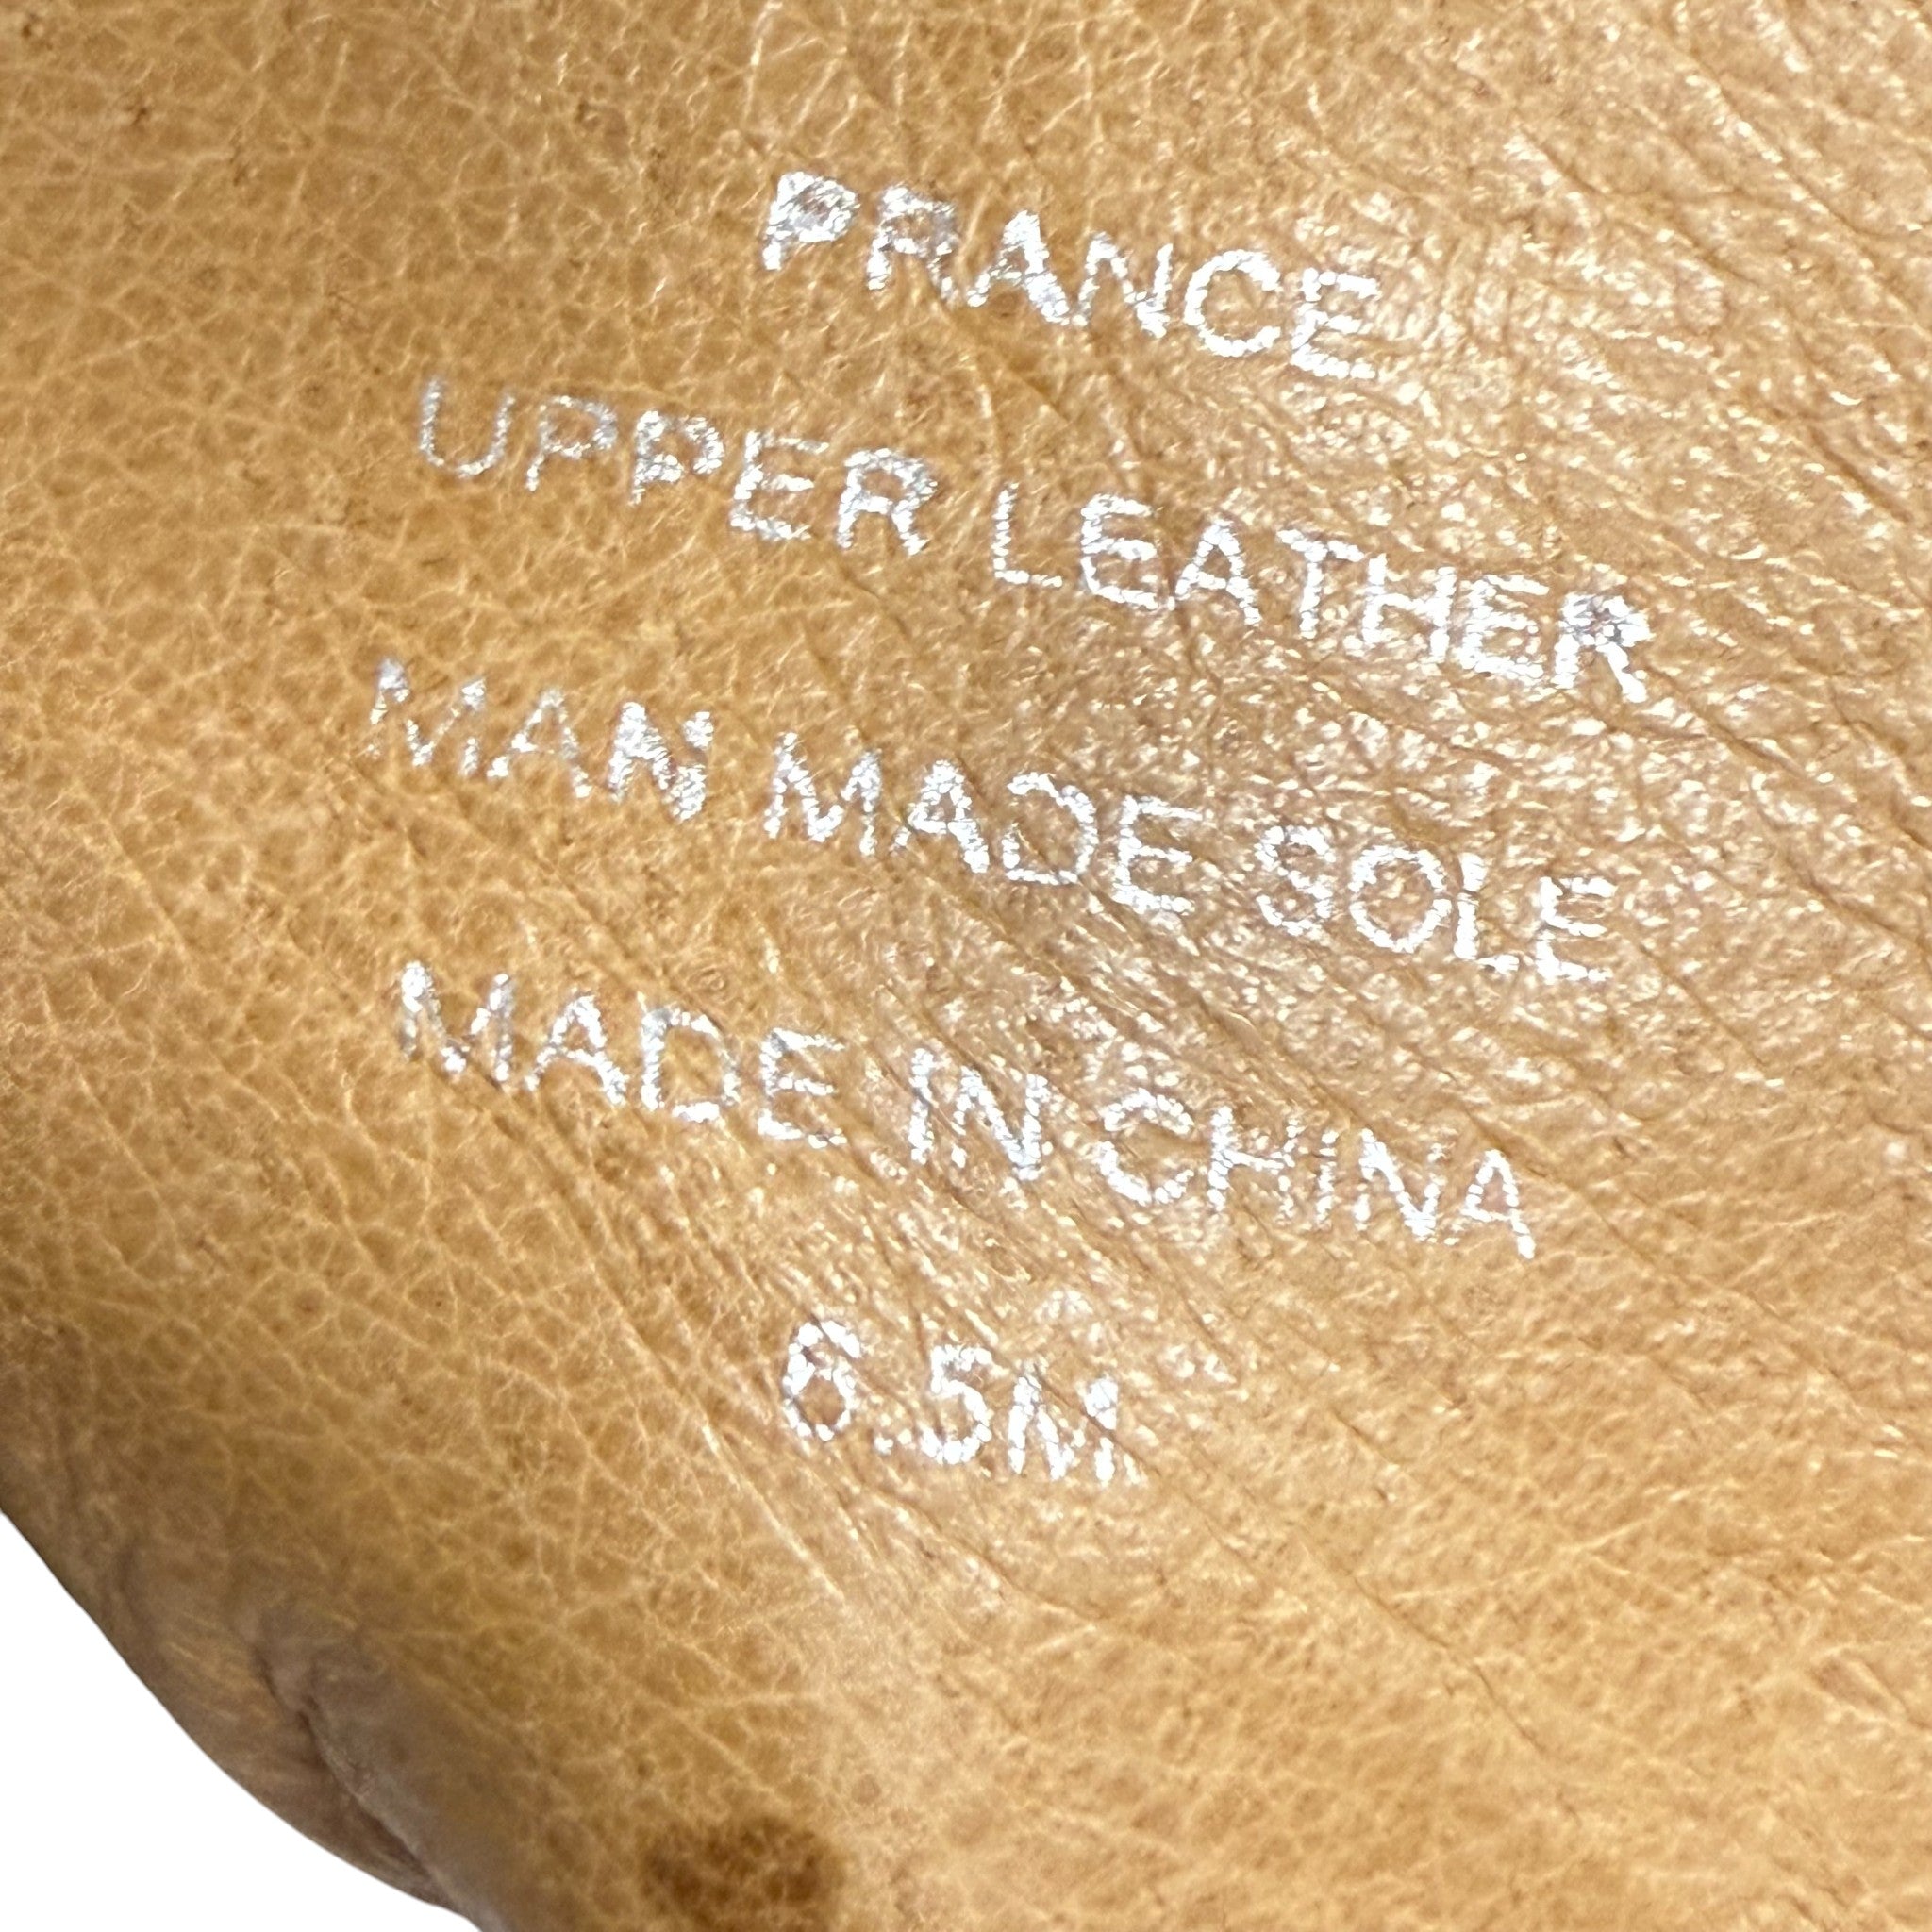 PRANCE
UPPER LEATHER
MAN MADE SOLE
MADE IN CHINA
6.5M